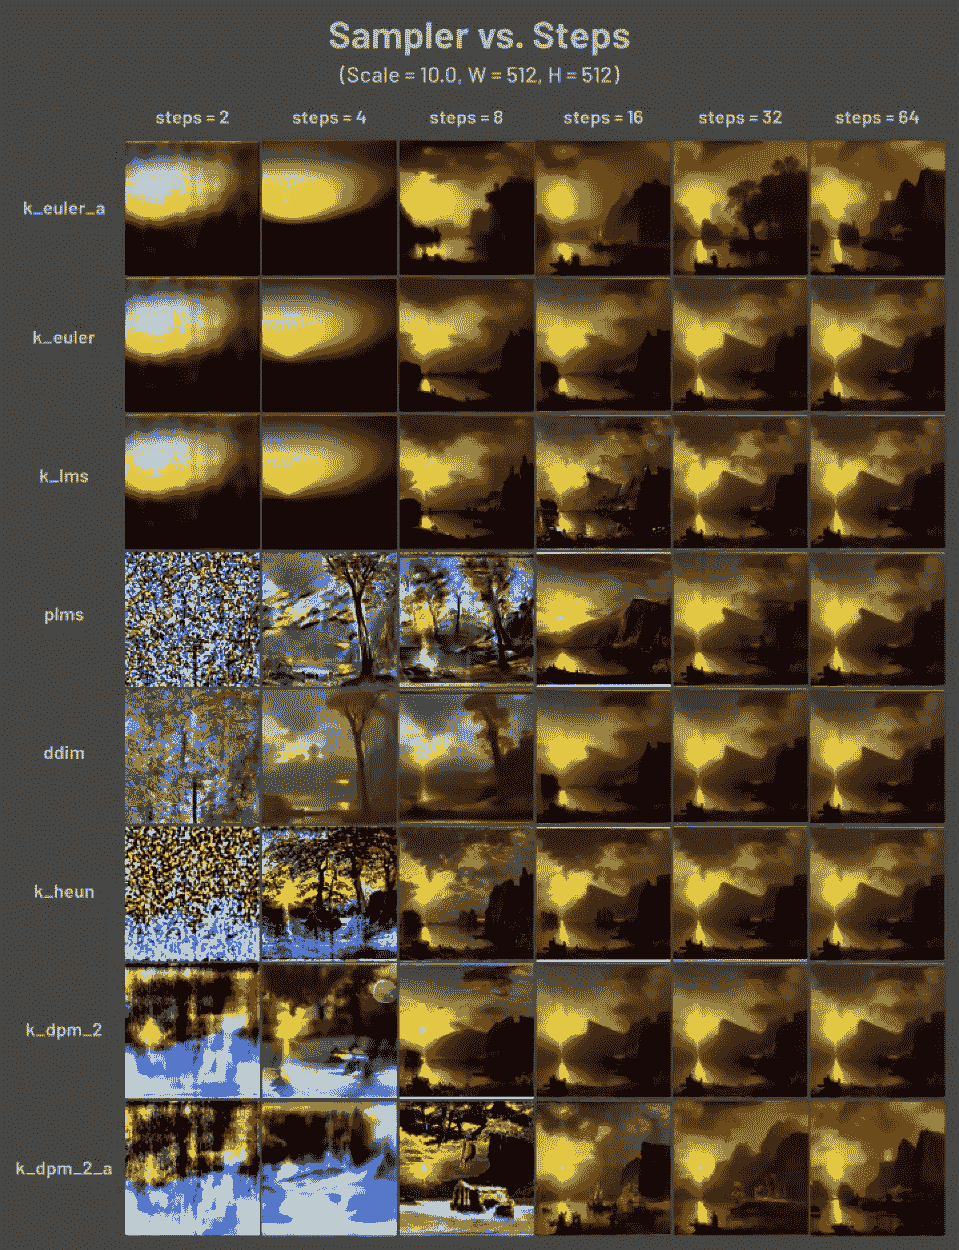 Sampler vs. Steps
(Scale = 10.0, W = 512, H = 512)
steps = 2 steps = 4 steps = 8 steps = 16 steps = 32 steps = 64
k_euler_a
k_euler
k_lms
plms
ddim
k_heun
k_dpm_2
k_dpm_2_a